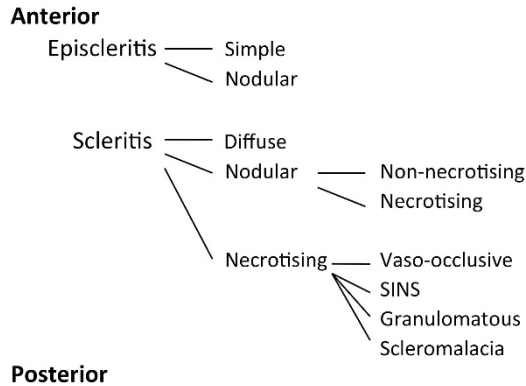 Anterior
Episcleritis Simple
Nodular
Scleritis Diffuse
Nodular Non-necrotising
Necrotising
Necrotising Vaso-occlusive
SINS
Granulomatous
Scleromalacia
Posterior